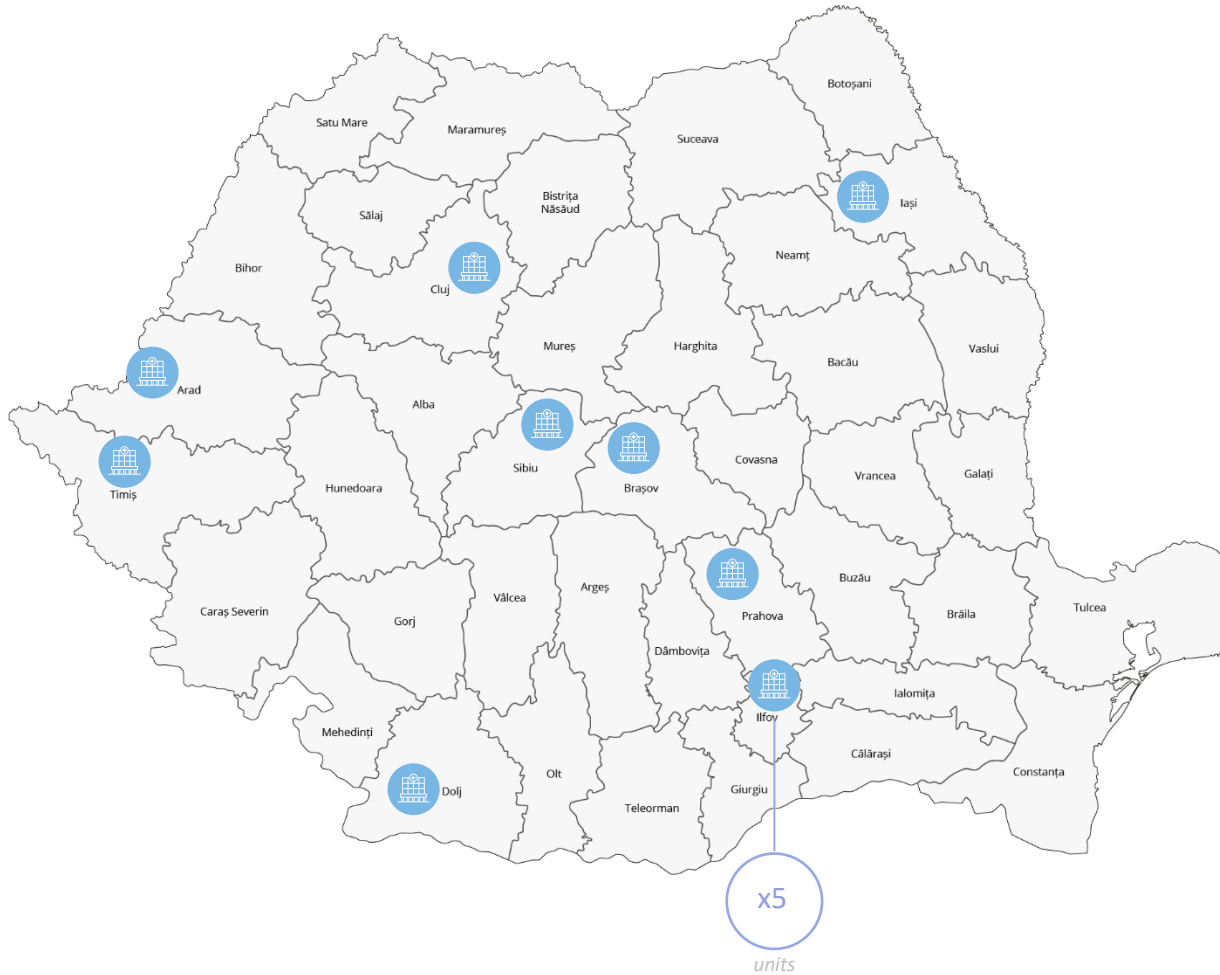 Botoșani
Satu Mare
Maramureș
Suceava
Bistrița
Năsăud
Iași
Sălaj
Neamț
Bihor
Cluj
Mureș
Harghita
Vaslui
Bacău
Arad
Alba
Covasna
Sibiu
Galați
Vrancea
Timiș
Hunedoara
Brașov
Buzău
Argeș
Vâlcea
Tulcea
Caraș Severin
Gorj
Prahova
Brăila
Dâmbovița
Ialomița
Ilfov
Mehedinți
Călărași
Olt
Constanța
Dolj
Giurgiu
Teleorman
x5
units